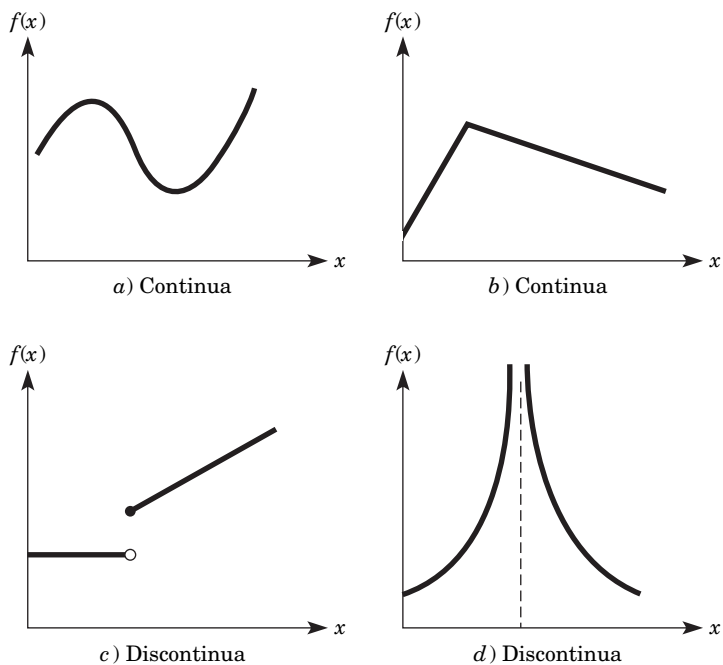 f(x)
x
a) Continua
f(x)
x
b) Continua
f(x)
x
c) Discontinua
f(x)
x
d) Discontinua